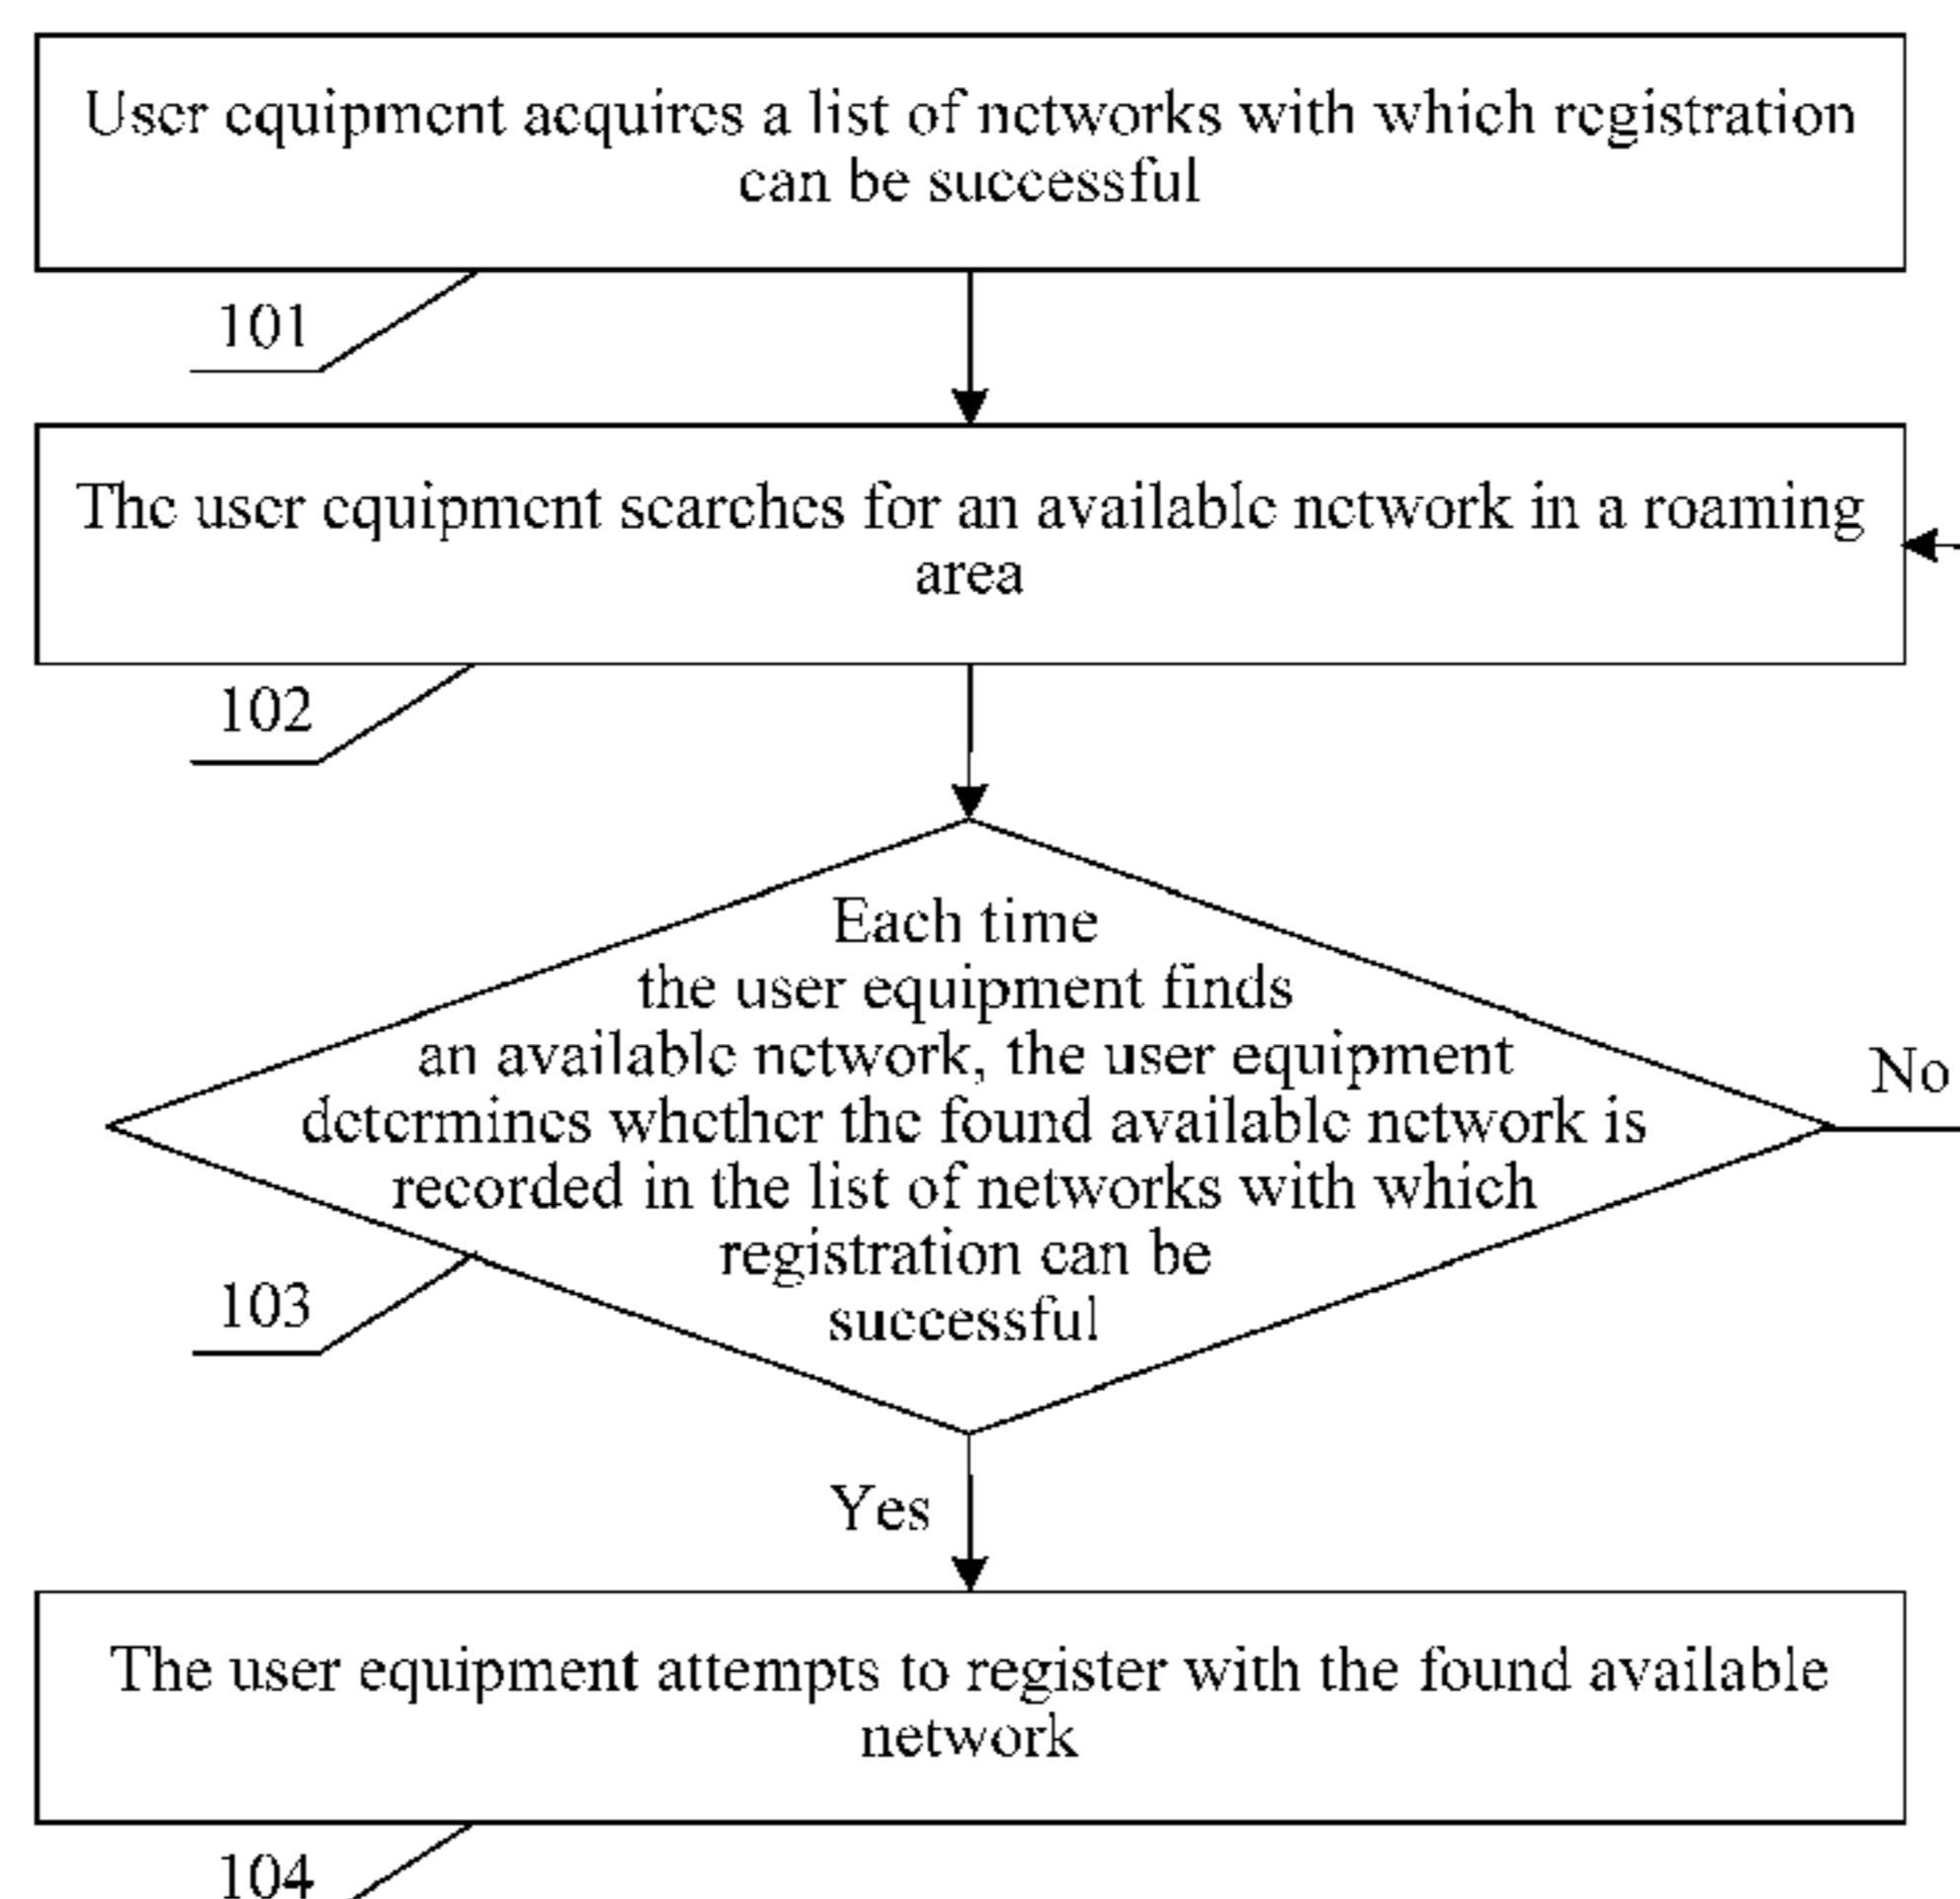 User equipment acquires a list of networks with which registration
can be successful
101
The user equipment searches for an available network in a roaming
area
102
Each time
the user equipment finds
an available network, the user equipment
determines whether the found available network is
recorded in the list of networks with which
registration can be
successful
No
103
Yes
The user equipment attempts to register with the found available
network
104